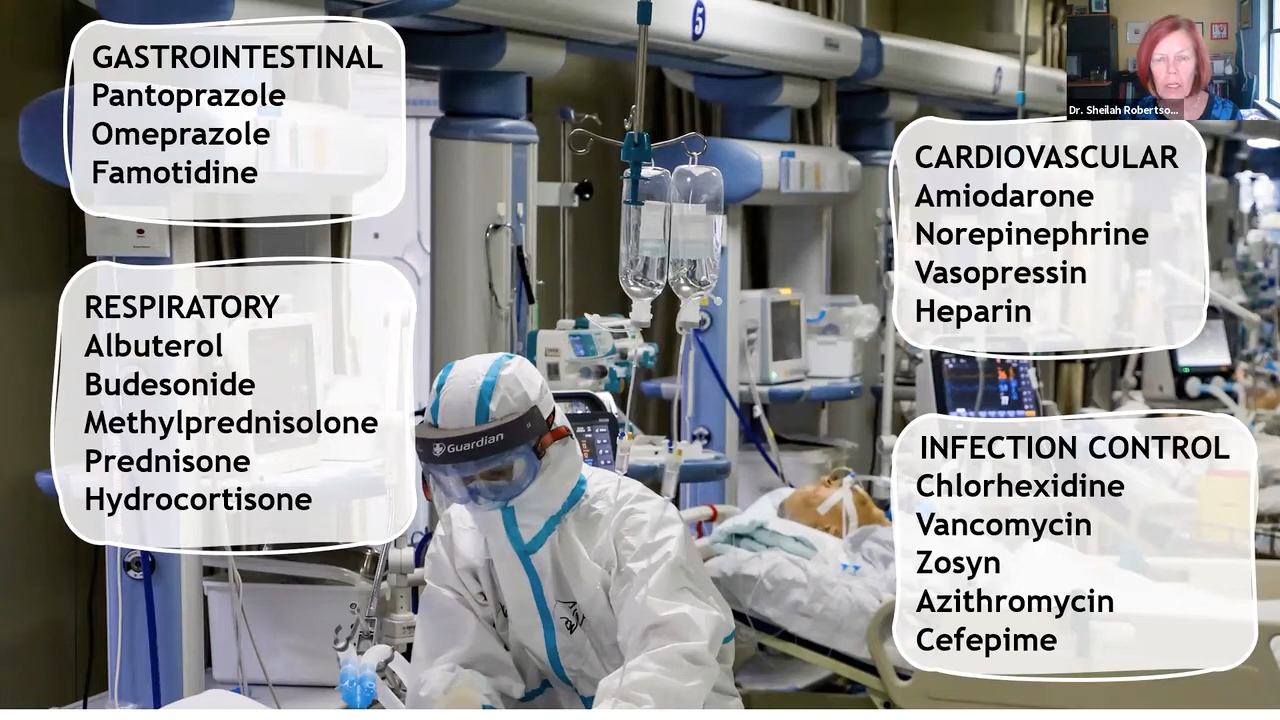 GASTROINTESTINAL
Pantoprazole
Omeprazole
Famotidine
RESPIRATORY
Albuterol
Budesonide
Methylprednisolone
Prednisone
Hydrocortisone
5
Guardian
Dr. Sheilah Robertso...
CARDIOVASCULAR
Amiodarone
Norepinephrine
Vasopressin
Heparin
INFECTION CONTROL
Chlorhexidine
Vancomycin
Zosyn
Azithromycin
Cefepime